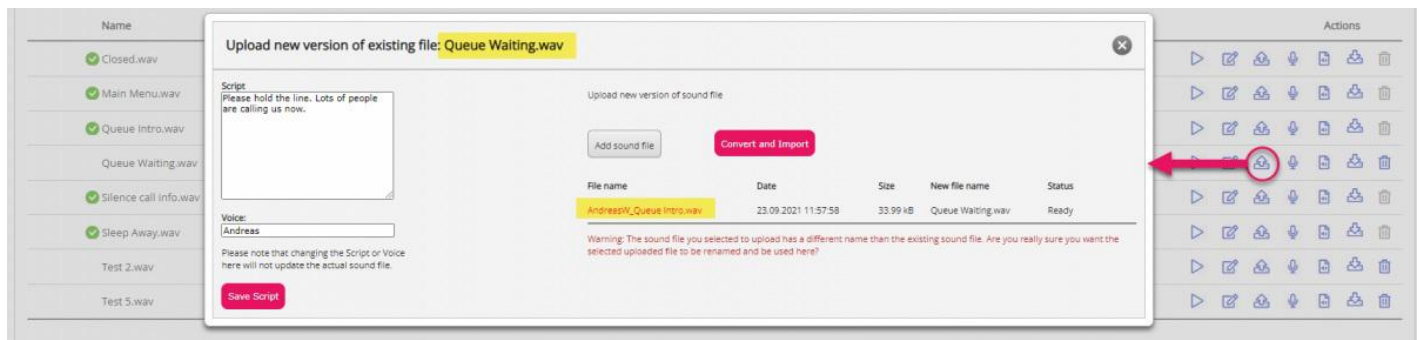 Name
Actions
Upload new version of existing file: Queue Waiting.wav
Closed.wav
Main Menu.wav
Queue Intro.wav
Queue Waiting.wav
Silence call info.wav
Sleep Away.wav
Test 2.wav
Test 5.wav
Script
Please hold the line. Lots of people
are calling us now.
Voice:
Andreas
Please note that changing the Script or Voice
here will not update the actual sound file.
Save Script
Upload new version of sound file
Add sound file
Convert and Import
File name Date Size New file name Status
AndreasW_Queue Intro.wav 23.09.2021 11:57:58 33.99 kB Queue Waiting.wav Ready
Warning: The sound file you selected to upload has a different name than the existing sound file. Are you really sure you want the
selected uploaded file to be renamed and be used here?